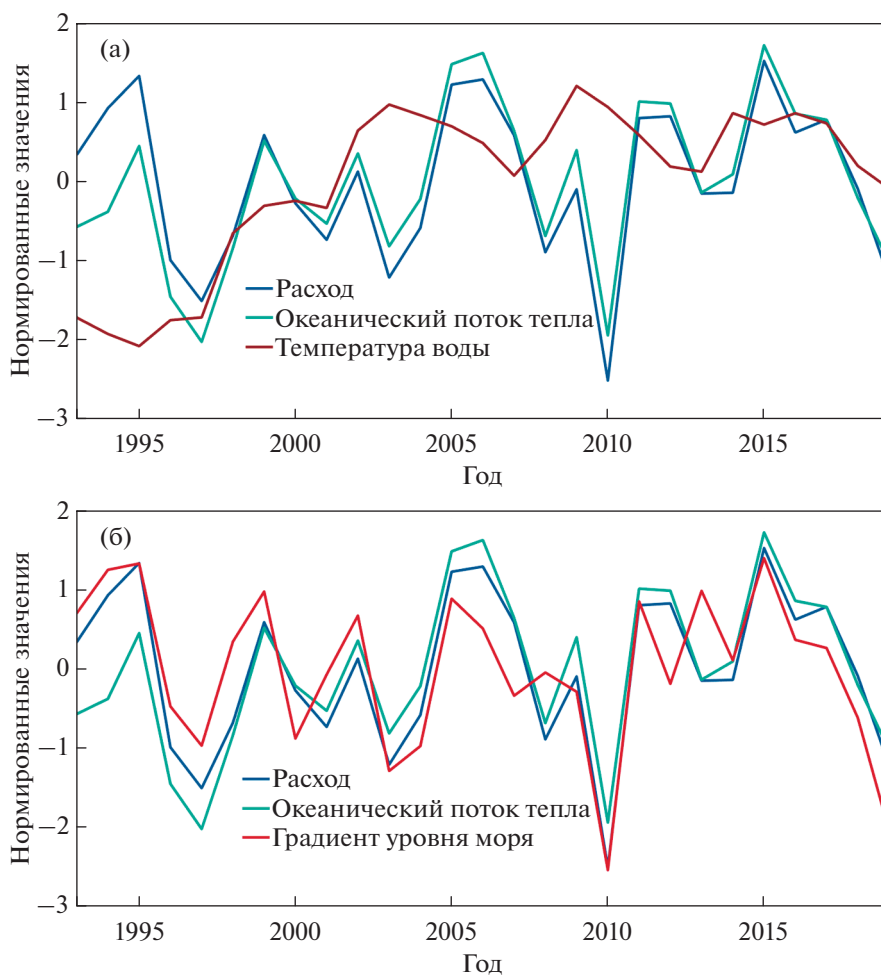 (а)
Нормированные значения
2
1
0
−1
−2
−3
Расход
Океанический поток тепла
Температура воды
1995 2000 2005 2010 2015
Год
(б)
Нормированные значения
2
1
0
−1
−2
−3
Расход
Океанический поток тепла
Градиент уровня моря
1995 2000 2005 2010 2015
Год